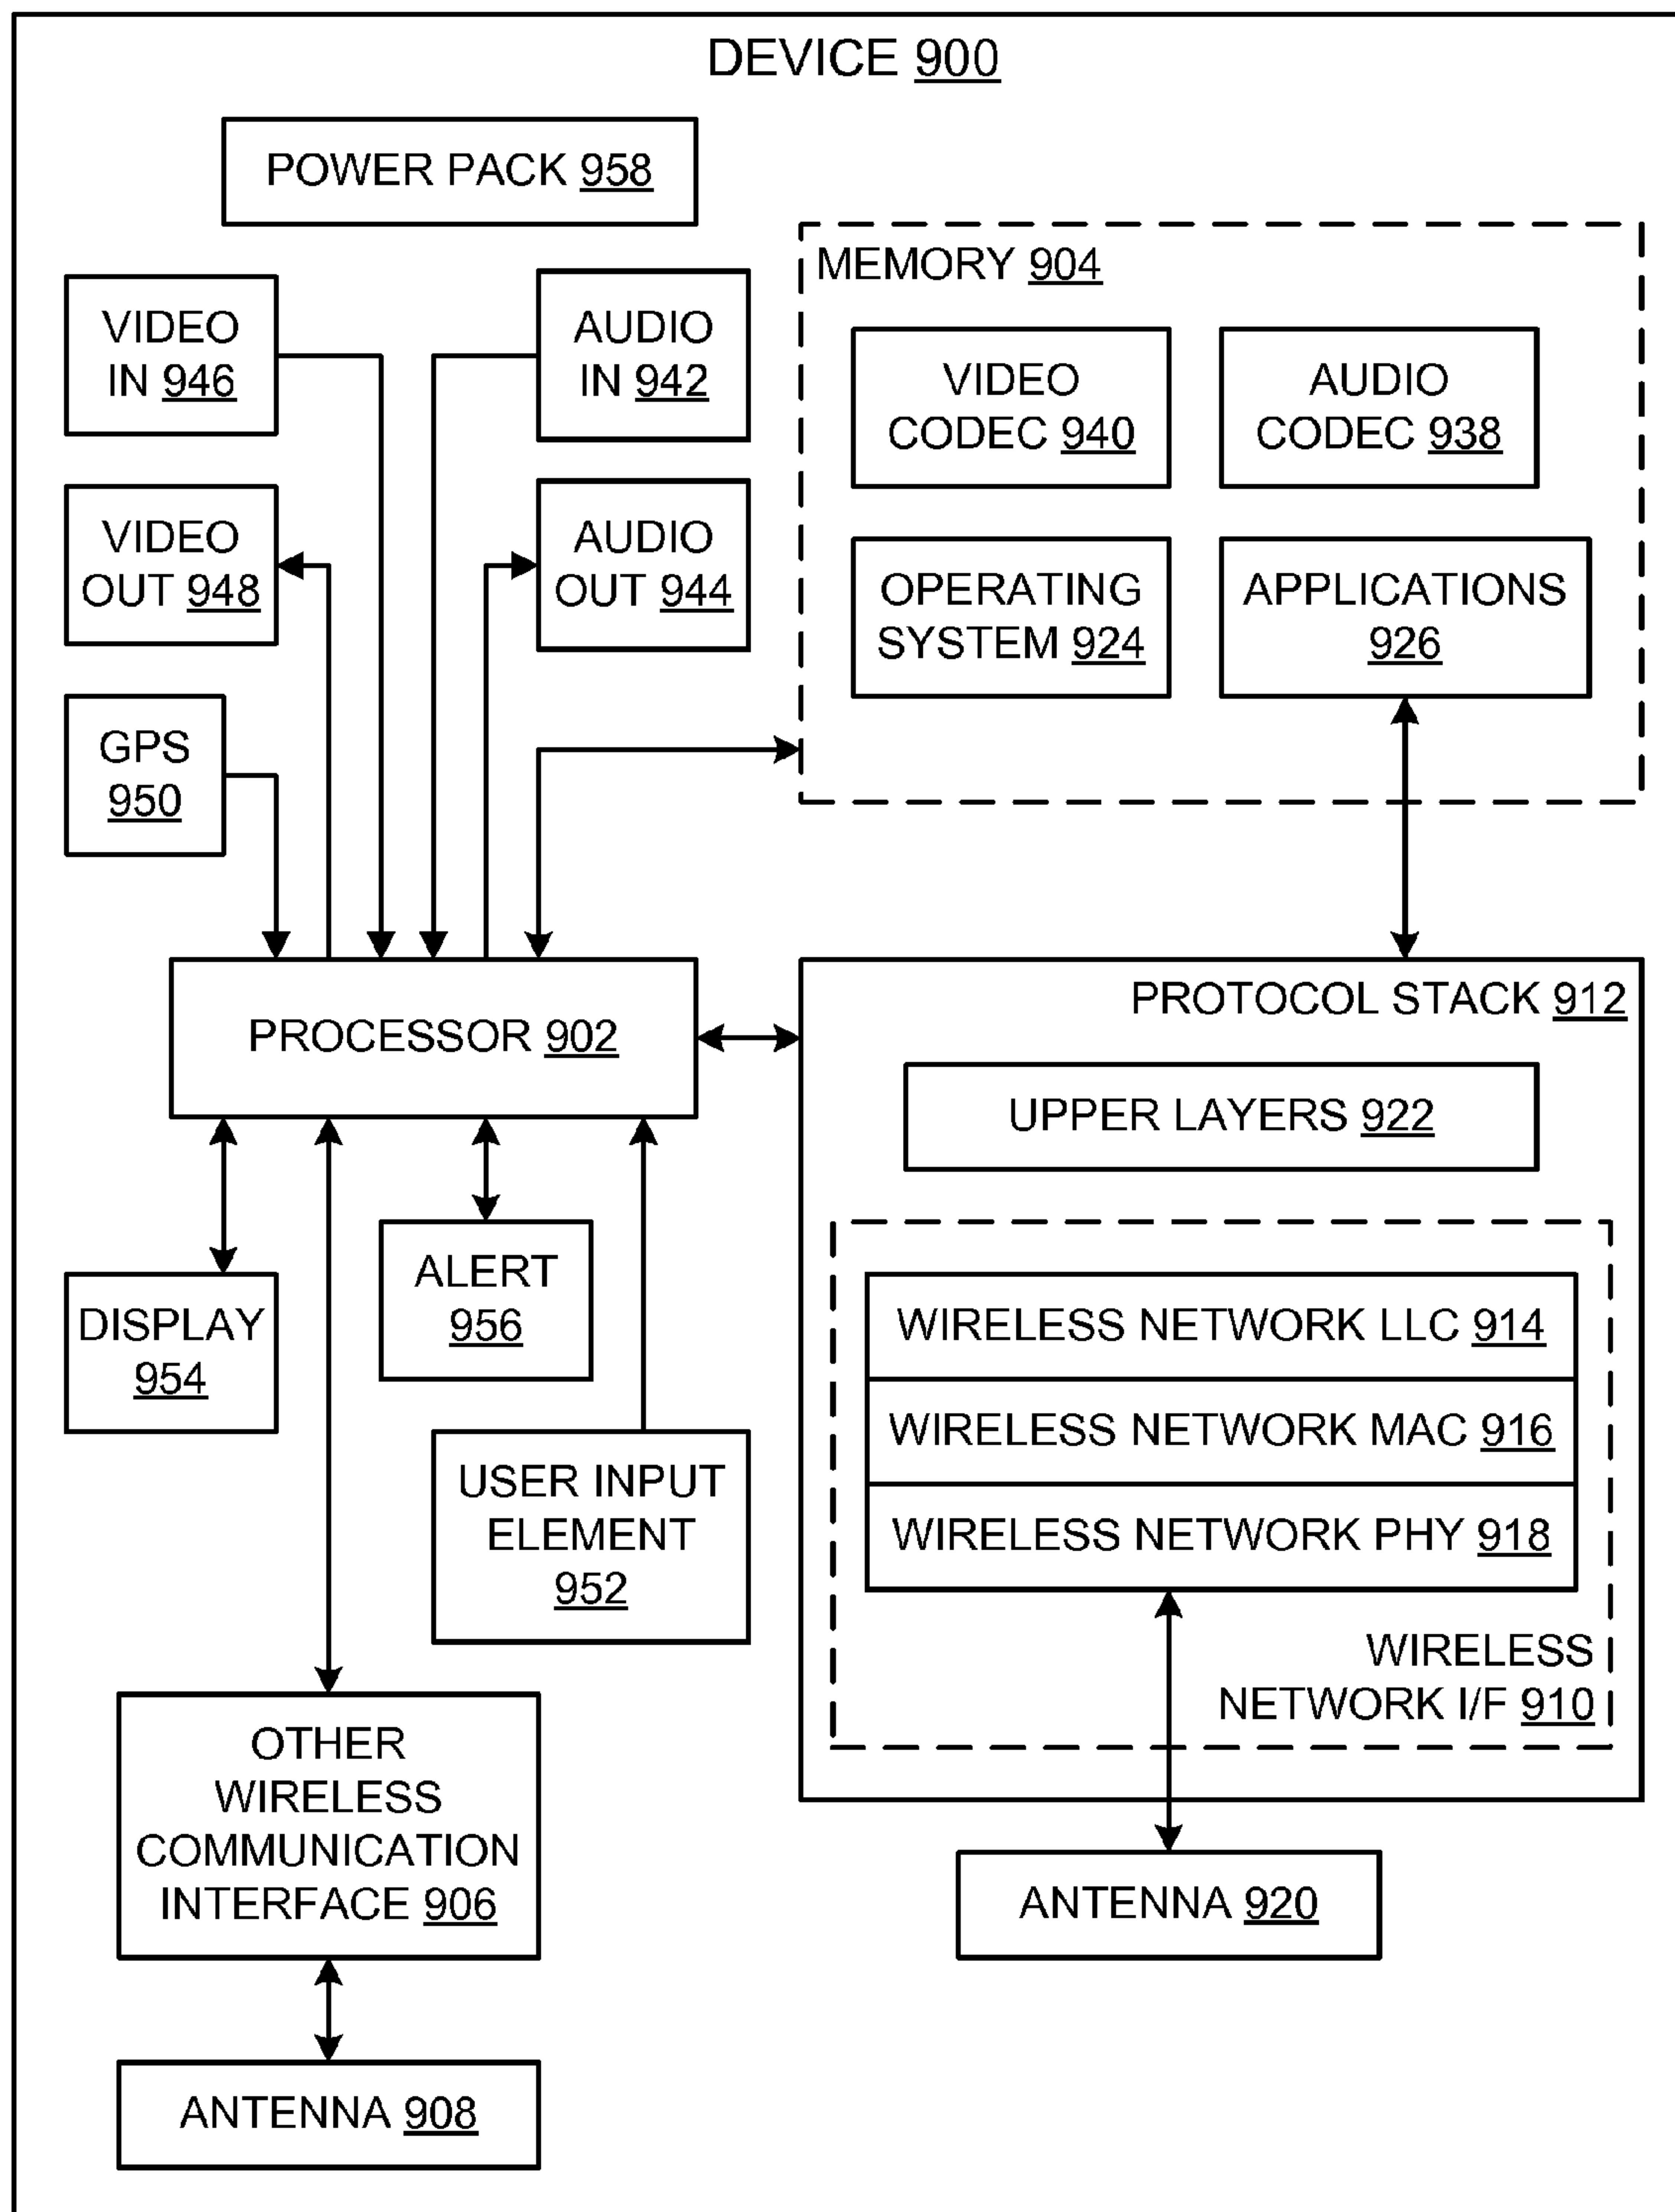 DEVICE 900
POWER PACK 958
MEMORY 904
VIDEO
IN 946
AUDIO
IN 942
VIDEO
CODEC 940
AUDIO
CODEC 938
VIDEO
OUT 948
AUDIO
OUT 944
OPERATING
SYSTEM 924
APPLICATIONS
926
GPS
950
PROCESSOR 902
PROTOCOL STACK 912
UPPER LAYERS 922
DISPLAY
954
ALERT
956
USER INPUT
ELEMENT
952
WIRELESS NETWORK LLC 914
WIRELESS NETWORK MAC 916
WIRELESS NETWORK PHY 918
WIRELESS
NETWORK I/F 910
OTHER
WIRELESS
COMMUNICATION
INTERFACE 906
ANTENNA 920
ANTENNA 908